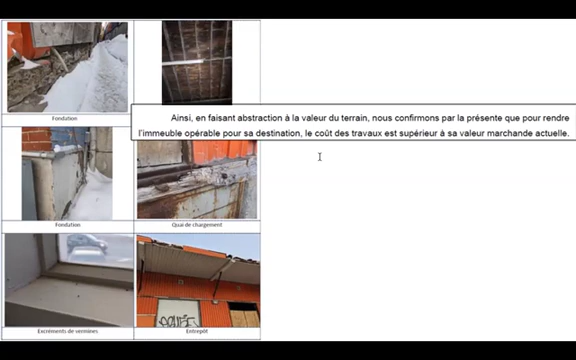 Fondation
Ainsi, en faisant abstraction à la valeur du terrain, nous confirmons par la présente que pour rendre
l'immeuble opérable pour sa destination, le coût des travaux est supérieur à sa valeur marchande actuelle.
Fondation
Quai de chargement
Excréments de vermines
Entrepôt